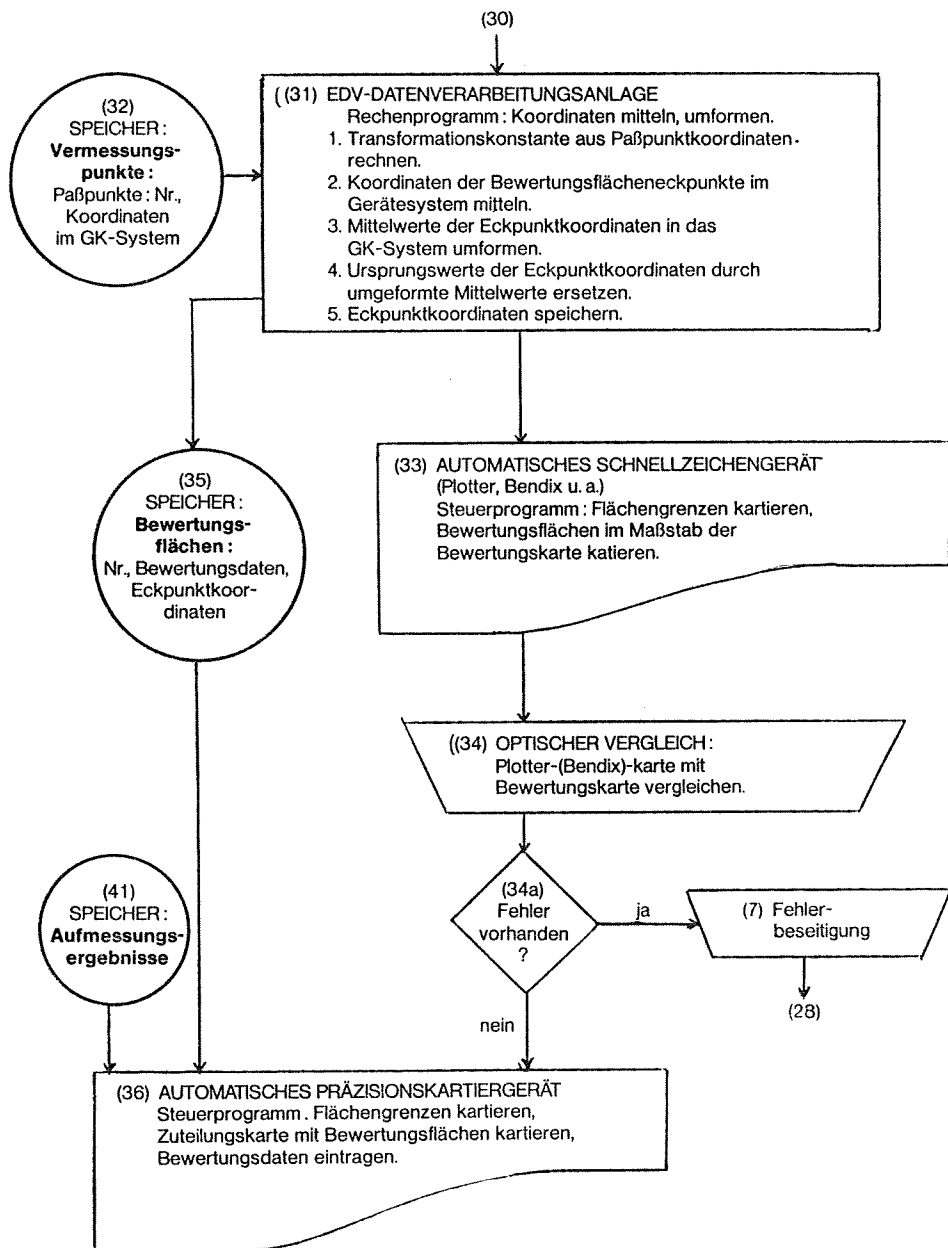 (30)
(32)
SPEICHER:
Vermessungs-
punkte:
Paßpunkte: Nr.,
Koordinaten
im GK-System
((31) EDV-DATENVERARBEITUNGSANLAGE
Rechenprogramm: Koordinaten mitteln, umformen.
1. Transformationskonstante aus Paßpunktkoordinaten.
rechnen.
2. Koordinaten der Bewertungsflächeneckpunkte im
Gerätesystem mitteln.
3. Mittelwerte der Eckpunktkoordinaten in das
GK-System umformen.
4. Ursprungswerte der Eckpunktkoordinaten durch
umgeformte Mittelwerte ersetzen.
5. Eckpunktkoordinaten speichern.
(35)
SPEICHER:
Bewertungs-
flächen:
Nr., Bewertungsdaten,
Eckpunktkoor-
dinaten
(33) AUTOMATISCHES SCHNELLZEICHENGERÄT
(Plotter, Bendix u. a.)
Steuerprogramm: Flächengrenzen kartieren,
Bewertungsflächen im Maßstab der
Bewertungskarte katieren.
((34) OPTISCHER VERGLEICH:
Plotter-(Bendix)-karte mit
Bewertungskarte vergleichen.
(34a)
Fehler
vorhanden
?
ja
(7) Fehler-
beseitigung
(28)
nein
(41)
SPEICHER:
Aufmessungs-
ergebnisse
(36) AUTOMATISCHES PRÄZISIONSKARTIERGERÄT
Steuerprogramm. Flächengrenzen kartieren,
Zuteilungskarte mit Bewertungsflächen kartieren,
Bewertungsdaten eintragen.